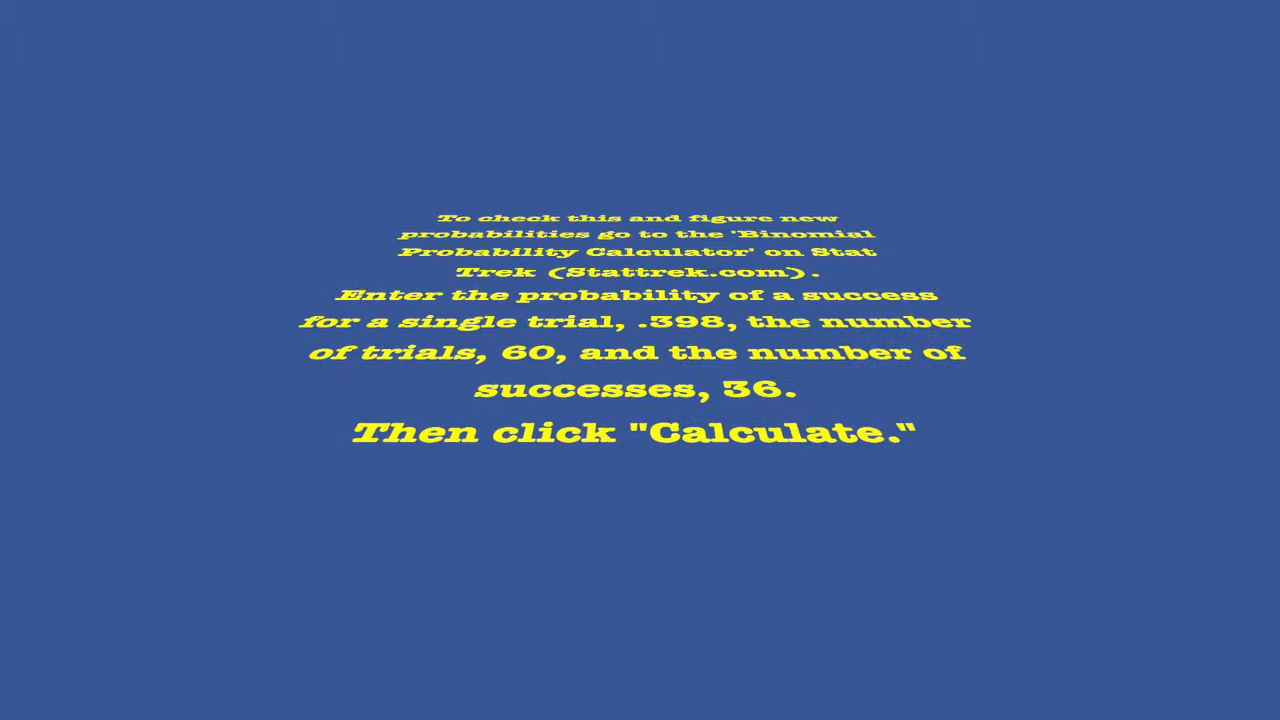 To check this and figure new
probabilities go to the 'Binomial
Probability Calculator' on Stat
Trek (Stattrek.com).
Enter the probability of a success
for a single trial, .398, the number
of trials, 60, and the number of
successes, 36.
Then click "Calculate."